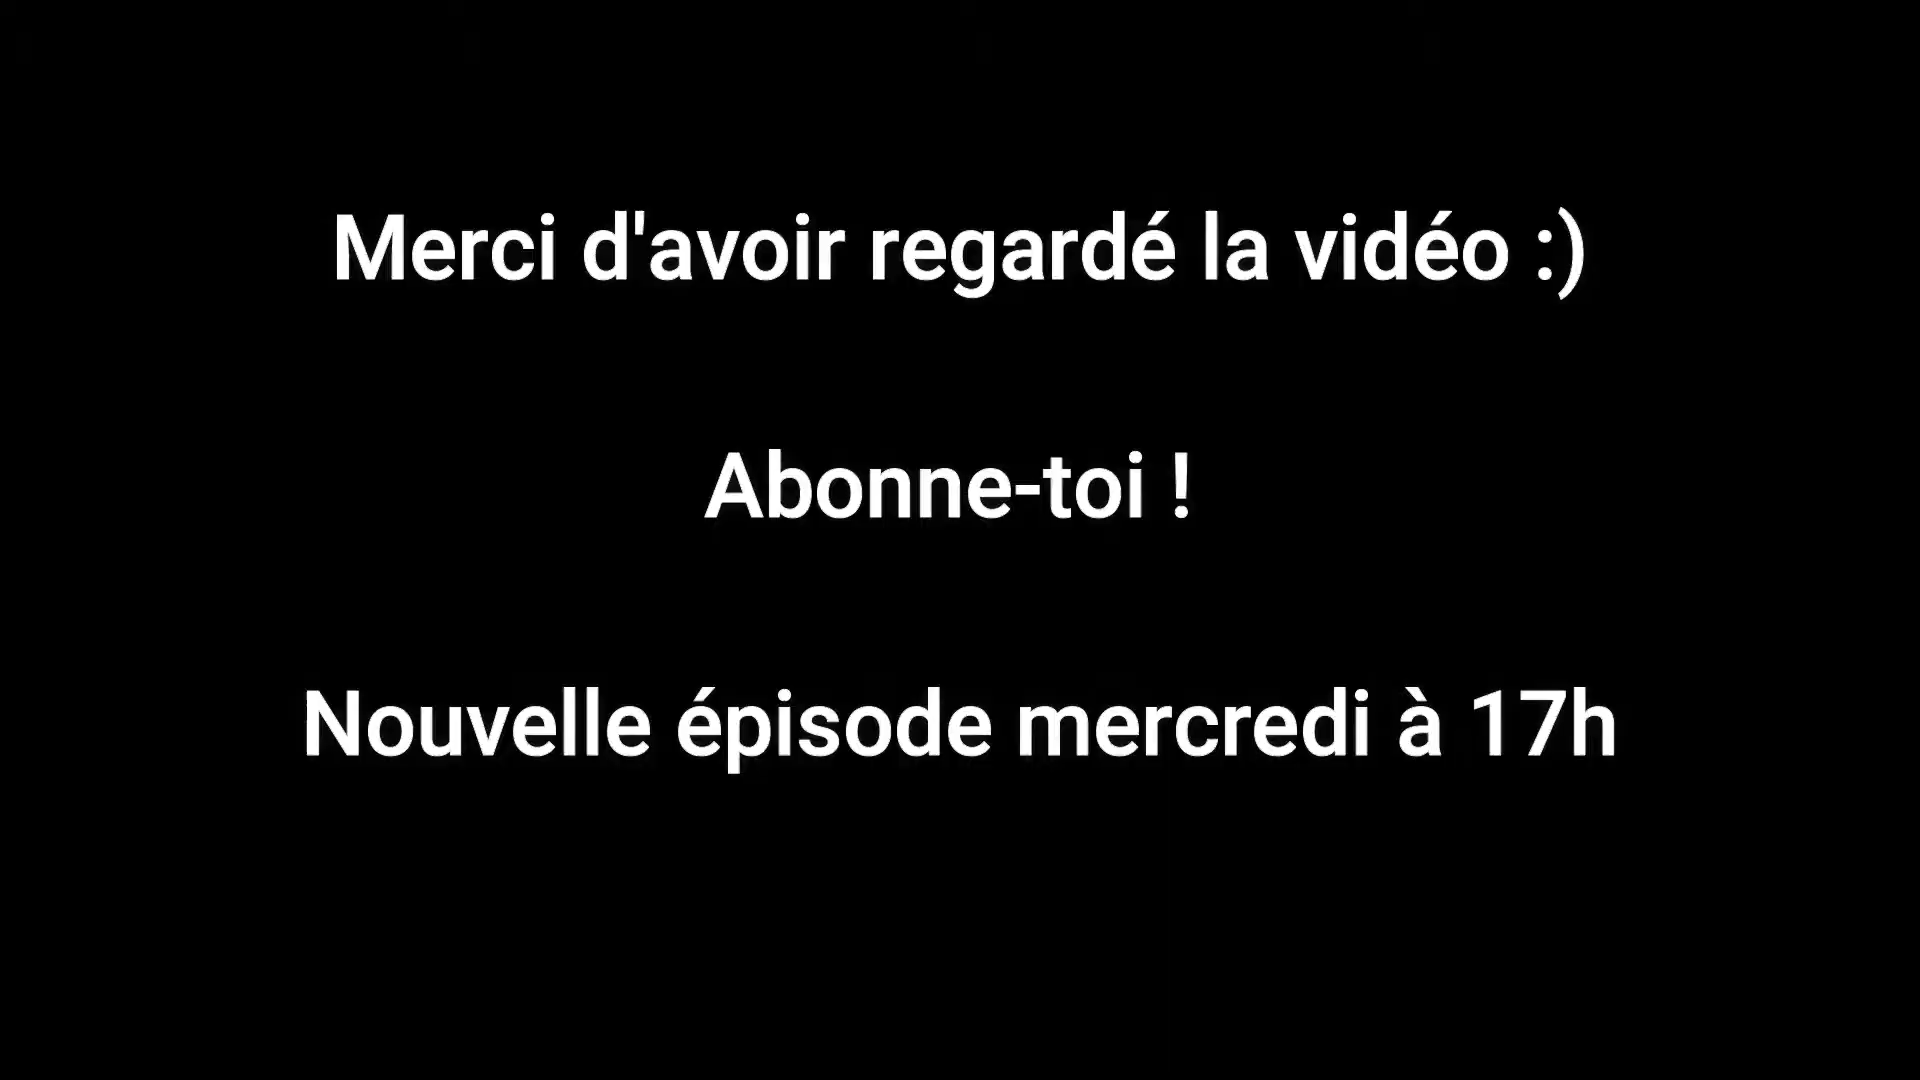 Merci d'avoir regardé la vidéo :)
Abonne-toi !
Nouvelle épisode mercredi à 17h